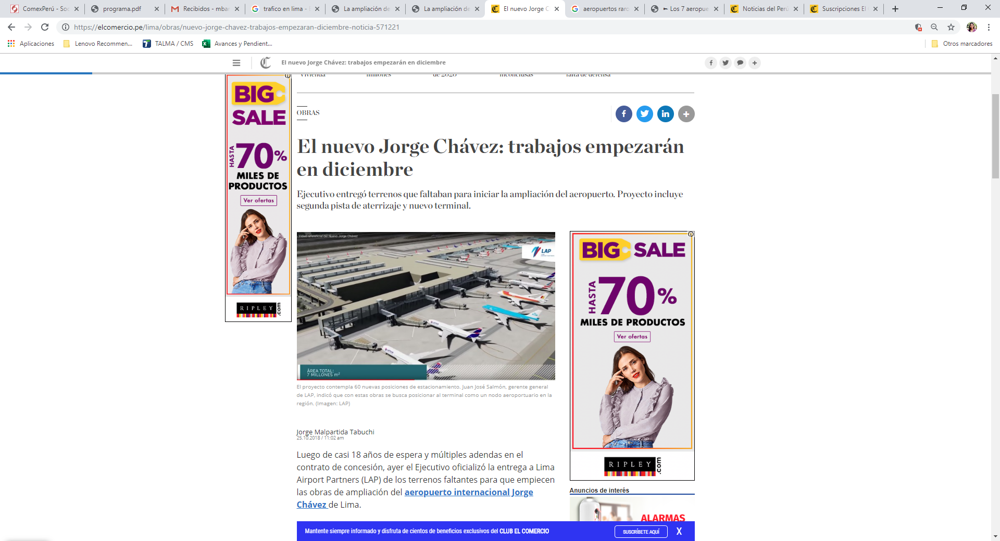 ComexPerú - Soc
programa.pdf
Recibidos - mbar
trafico en lima -
La ampliación de
La ampliación de
El nuevo Jorge C
aeropuertos raro
► Los 7 aeropue
Noticias del Perú
Suscripciones El
https://elcomercio.pe/lima/obras/nuevo-jorge-chavez-trabajos-empezaran-diciembre-noticia-571221
Aplicaciones
Lenovo Recommen...
TALMA / CMS
Avances y Pendient...
Otros marcadores
El nuevo Jorge Chávez: trabajos empezarán en diciembre
Vivienda
millones
de 2020
inconclusas
falta de defensa
BIG
SALE
HASTA
70%
MILES DE
PRODUCTOS
Ver ofertas
RIPLEY.com
OBRAS
El nuevo Jorge Chávez: trabajos empezarán
en diciembre
Ejecutivo entregó terrenos que faltaban para iniciar la ampliación del aeropuerto. Proyecto incluye
segunda pista de aterrizaje y nuevo terminal.
Video referencial del Nuevo Jorge Chávez
LAP
ÁREA TOTAL:
7 MILLONES m²
El proyecto contempla 60 nuevas posiciones de estacionamiento. Juan José Salmón, gerente general
de LAP, indicó que con estas obras se busca posicionar al terminal como un nodo aeroportuario en la
región. (Imagen: LAP)
Jorge Malpartida Tabuchi
25.10.2018 / 11:02 am
Luego de casi 18 años de espera y múltiples adendas en el
contrato de concesión, ayer el Ejecutivo oficializó la entrega a Lima
Airport Partners (LAP) de los terrenos faltantes para que empiecen
las obras de ampliación del aeropuerto internacional Jorge
Chávez de Lima.
BIG SALE
HASTA
70%
MILES DE PRODUCTOS
Ver ofertas
RIPLEY.com
Anuncios de interés
ALARMAS
Mantente siempre informado y disfruta de cientos de beneficios exclusivos del CLUB EL COMERCIO
SUSCRÍBETE AQUÍ
X